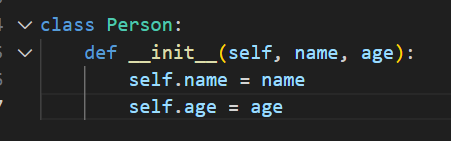 class Person:
    def __init__(self, name, age):
        self.name = name
        self.age = age